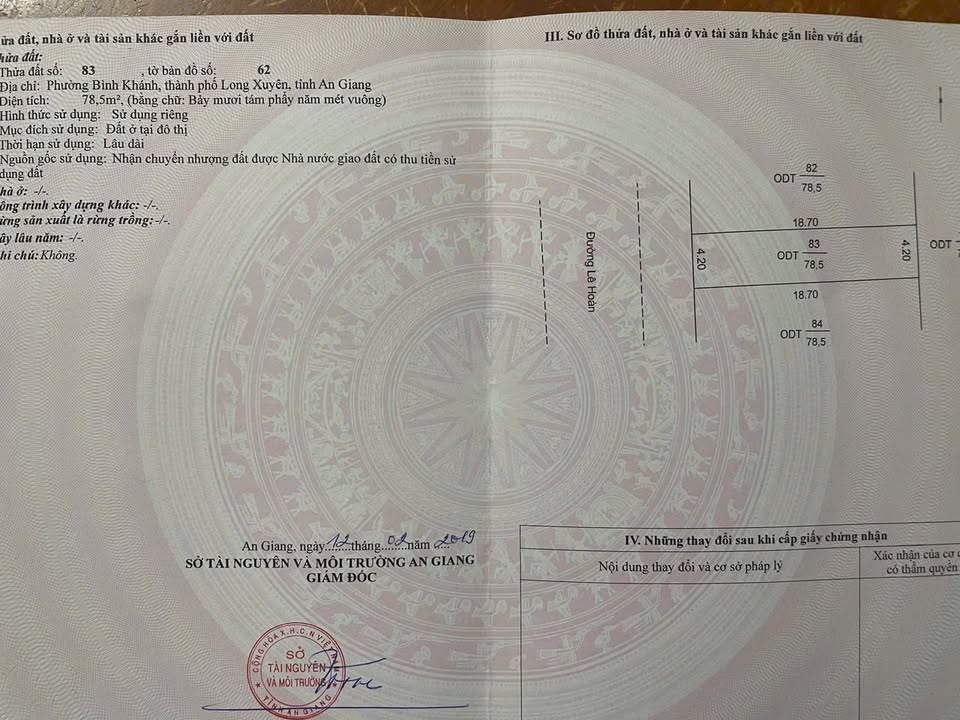 ửa đất, nhà ở và tài sản khác gắn liền với đất
hửa đất:
Thửa đất số: 83 , tờ bản đồ số: 62
Địa chỉ: Phường Bình Khánh, thành phố Long Xuyên, tỉnh An Giang
Diện tích: 78,5m², (bằng chữ: Bảy mươi tám phẩy năm mét vuông)
Hình thức sử dụng: Sử dụng riêng
Mục đích sử dụng: Đất ở tại đô thị
Thời hạn sử dụng: Lâu dài
Nguồn gốc sử dụng: Nhận chuyển nhượng đất được Nhà nước giao đất có thu tiền sử
dụng đất
hà ở: -/-.
ông trình xây dựng khác: -/-.
ừng sản xuất là rừng trồng: -/-.
ây lâu năm: -/-.
hi chú: Không.
An Giang, ngày 12 tháng 02 năm 2019
SỞ TÀI NGUYÊN VÀ MÔI TRƯỜNG AN GIANG
GIÁM ĐỐC
CỘNG HÒA X.H.C.N VIỆT NAM
SỞ
TÀI NGUYÊN
VÀ MÔI TRƯỜNG
TỈNH AN GIANG
III. Sơ đồ thửa đất, nhà ở và tài sản khác gắn liền với đất
ODT 82
78,5
18.70
Đường Lê Hoàn
4.20
ODT 83
78,5
4.20
ODT
18.70
ODT 84
78,5
IV. Những thay đổi sau khi cấp giấy chứng nhận
Nội dung thay đổi và cơ sở pháp lý
Xác nhận của cơ
có thẩm quyền